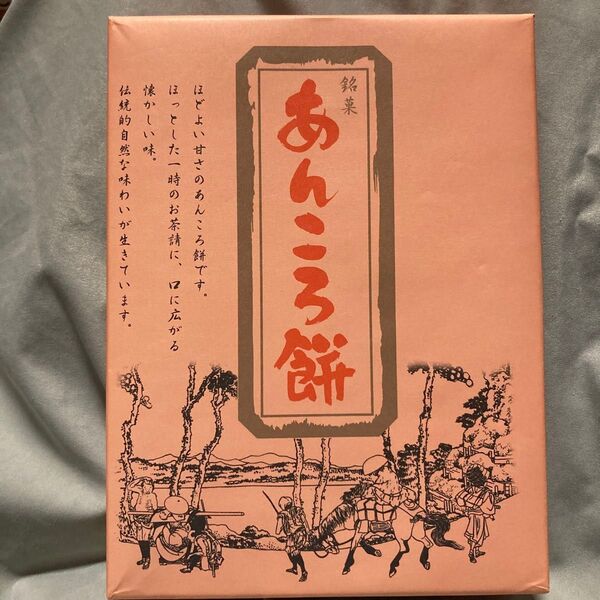 銘菓
あんころ餅
ほどよい甘さのあんころ餅です。
ほっとした一時のお茶請に、口に広がる
懐かしい味。
伝統的自然な味わいが生きています。